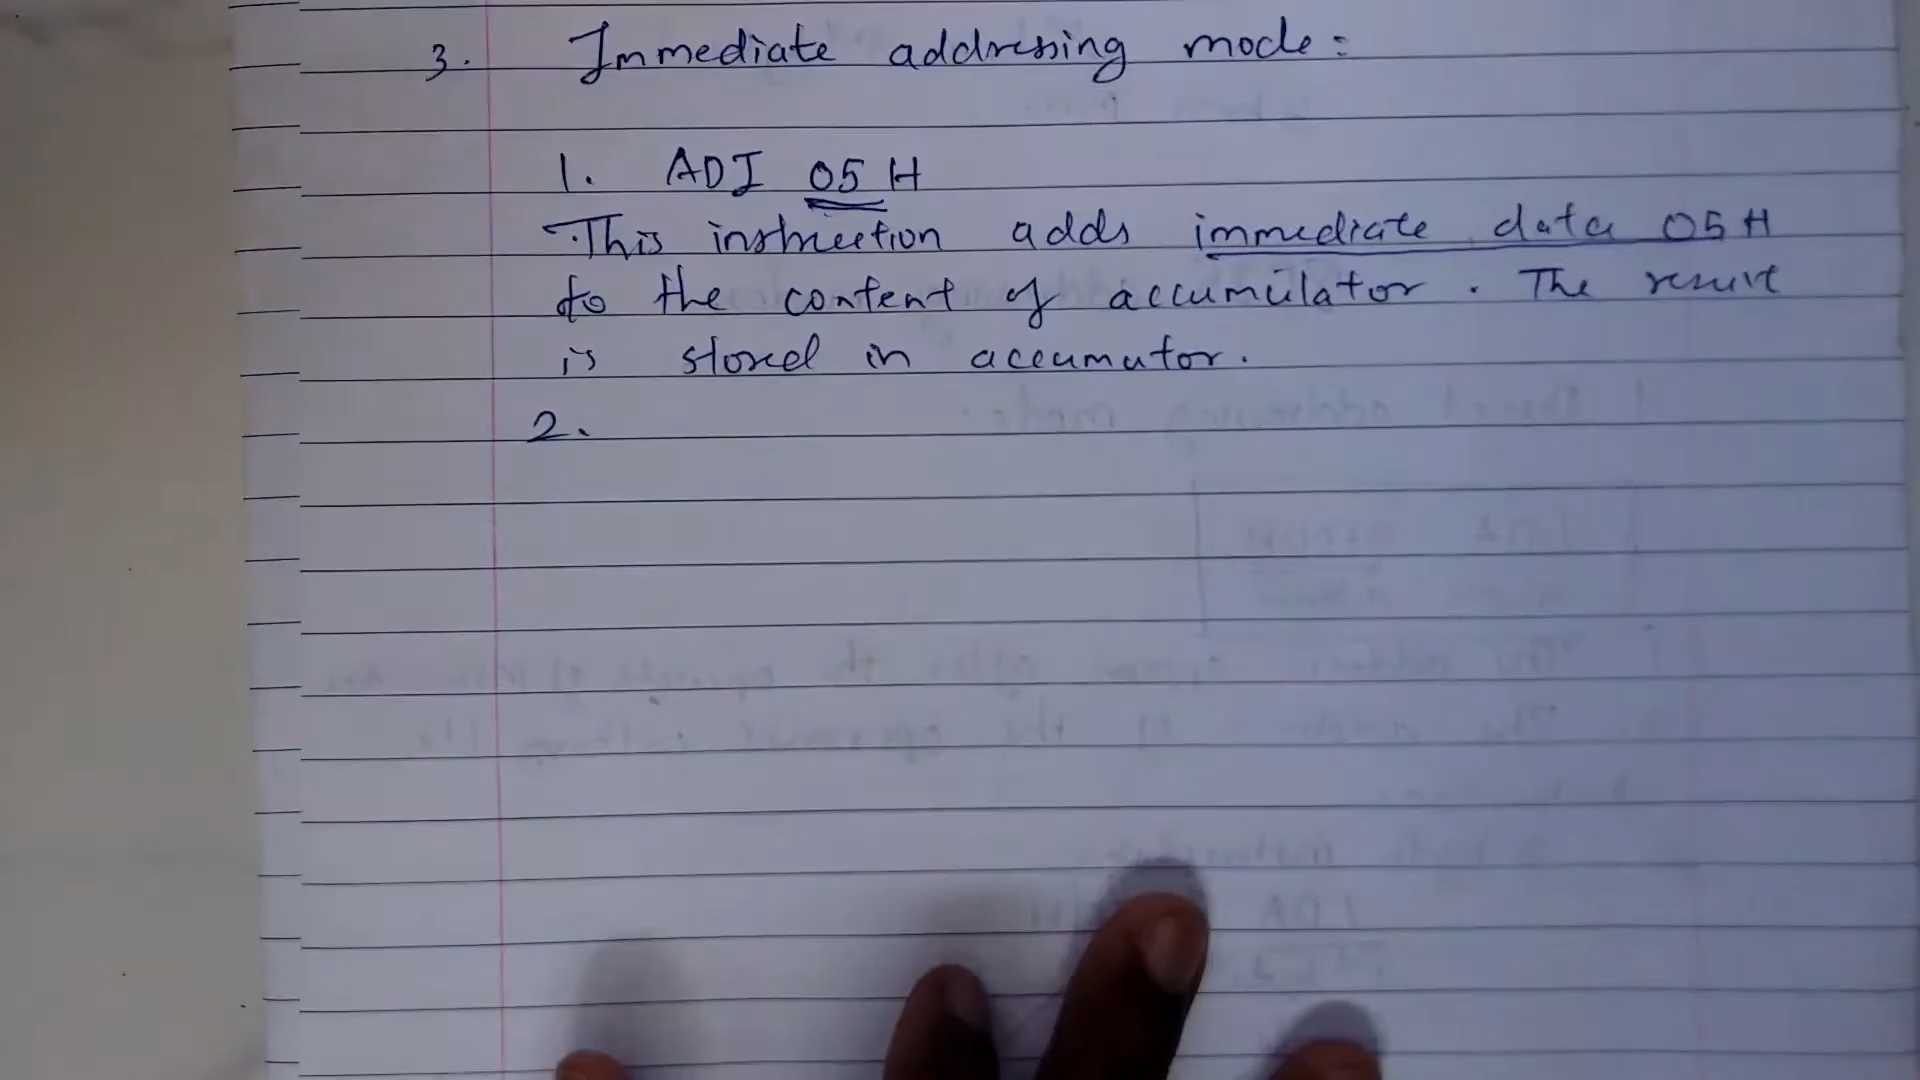 3. Immediate addressing mode:
1. ADI 05 H
This instruction adds immediate data 05 H
to the content of accumulator. The result
is stored in accumutor.
2.